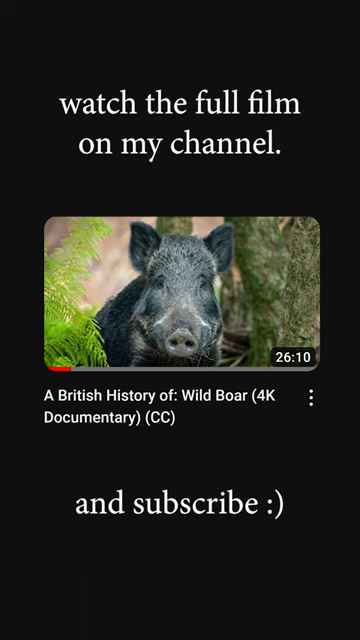 watch the full film
on my channel.
26:10
A British History of: Wild Boar (4K
Documentary) (CC)
and subscribe :)